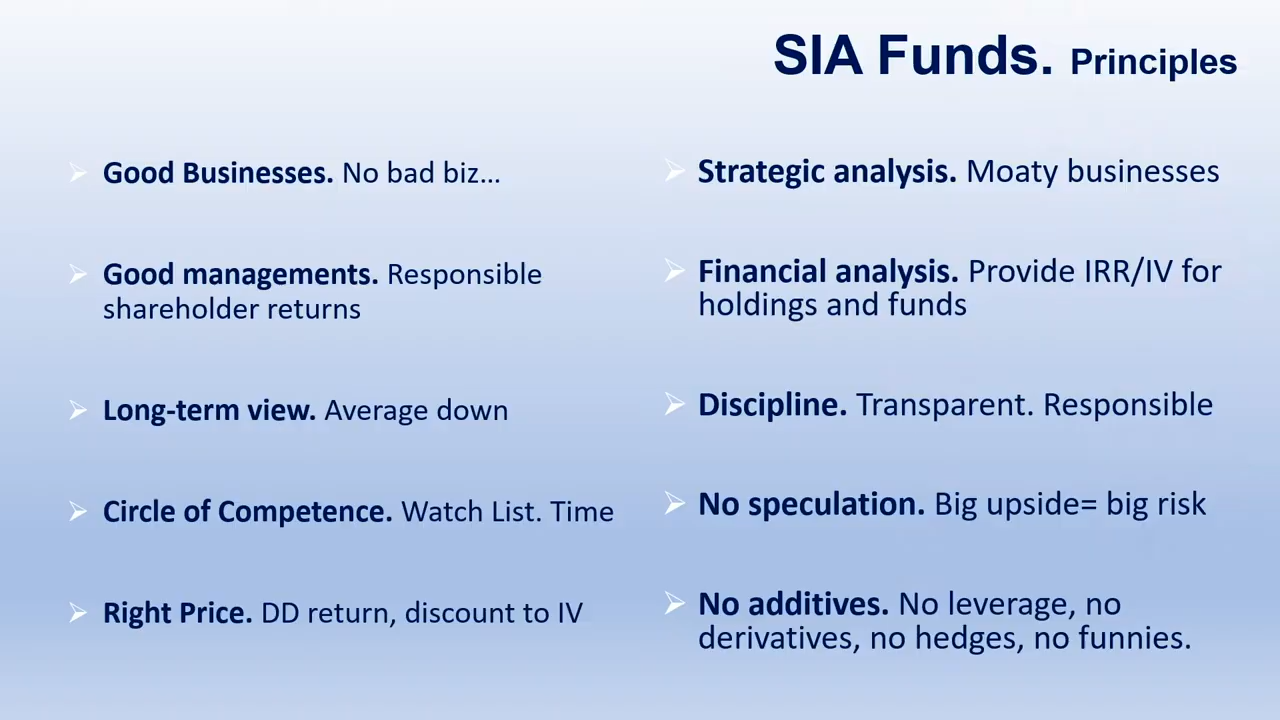 SIA Funds. Principles
Good Businesses. No bad biz...
Good managements. Responsible
shareholder returns
Long-term view. Average down
Circle of Competence. Watch List. Time
Right Price. DD return, discount to IV
Strategic analysis. Moaty businesses
Financial analysis. Provide IRR/IV for
holdings and funds
Discipline. Transparent. Responsible
No speculation. Big upside= big risk
No additives. No leverage, no
derivatives, no hedges, no funnies.